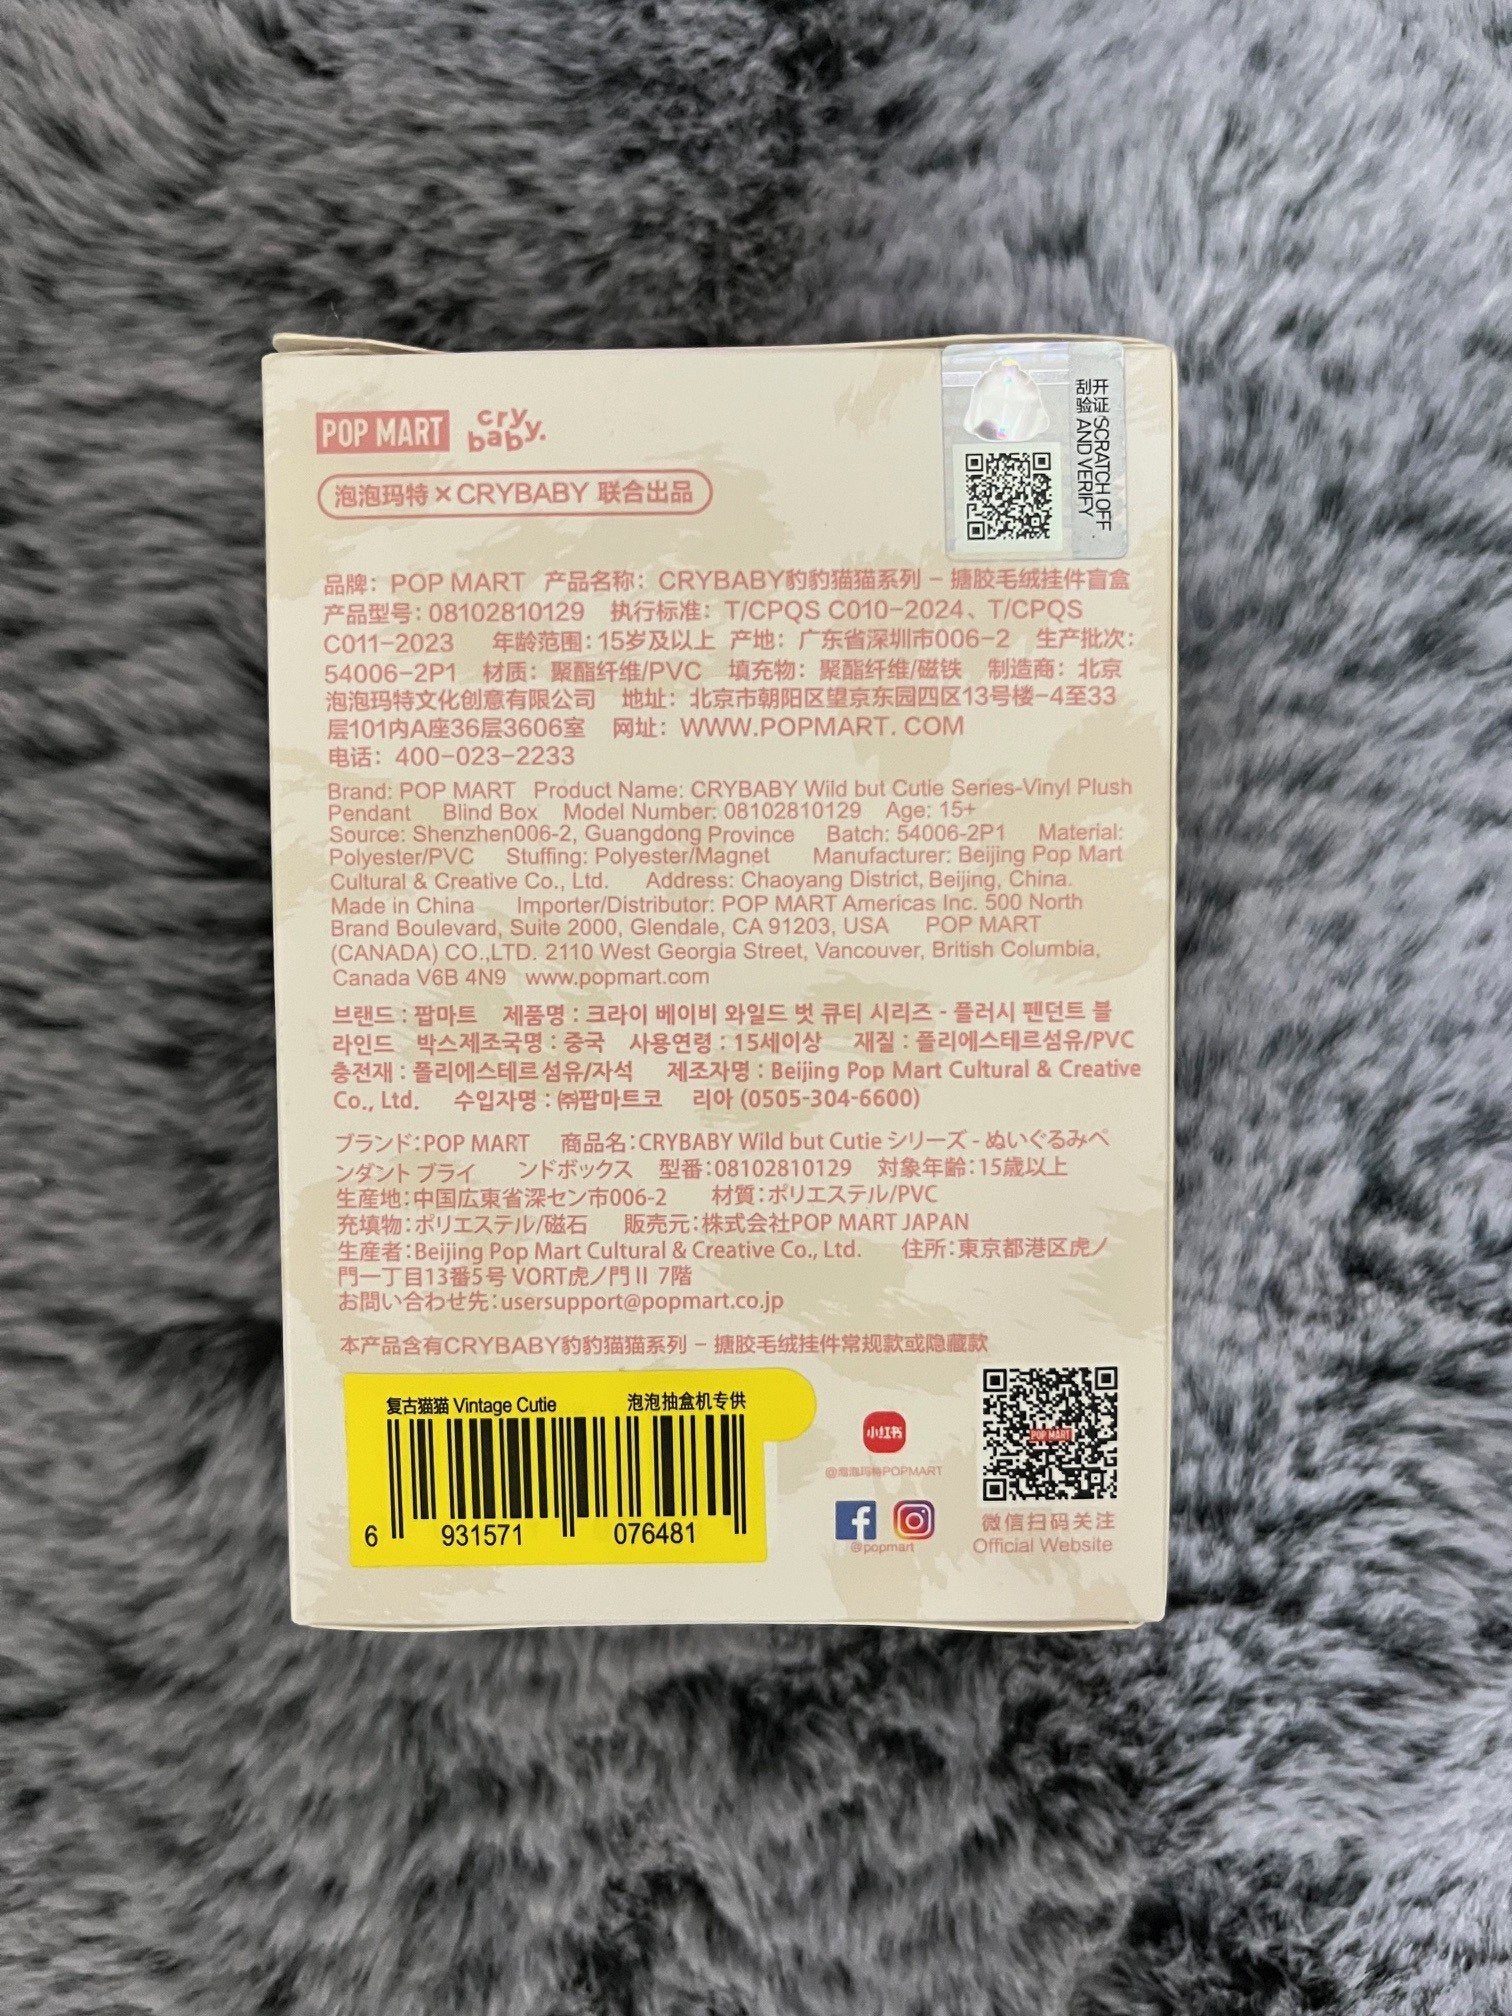 POP MART cry baby.
泡泡玛特×CRYBABY 联合出品
开 证 SCRATCH OFF
刮 验 AND VERIFY
品牌：POP MART 产品名称：CRYBABY豹豹猫猫系列 - 搪胶毛绒挂件盲盒
产品型号：08102810129 执行标准：T/CPQS C010-2024、T/CPQS
C011-2023 年龄范围：15岁及以上 产地：广东省深圳市006-2 生产批次：
54006-2P1 材质：聚酯纤维/PVC 填充物：聚酯纤维/磁铁 制造商：北京
泡泡玛特文化创意有限公司 地址：北京市朝阳区望京东园四区13号楼-4至33
层101内A座36层3606室 网址：WWW.POPMART. COM
电话：400-023-2233
Brand: POP MART Product Name: CRYBABY Wild but Cutie Series-Vinyl Plush
Pendant Blind Box Model Number: 08102810129 Age: 15+
Source: Shenzhen006-2, Guangdong Province Batch: 54006-2P1 Material:
Polyester/PVC Stuffing: Polyester/Magnet Manufacturer: Beijing Pop Mart
Cultural & Creative Co., Ltd. Address: Chaoyang District, Beijing, China.
Made in China Importer/Distributor: POP MART Americas Inc. 500 North
Brand Boulevard, Suite 2000, Glendale, CA 91203, USA POP MART
(CANADA) CO.,LTD. 2110 West Georgia Street, Vancouver, British Columbia,
Canada V6B 4N9 www.popmart.com
브랜드 : 팝마트 제품명 : 크라이 베이비 와일드 벗 큐티 시리즈 - 플러시 펜던트 블
라인드 박스제조국명 : 중국 사용연령 : 15세이상 재질 : 폴리에스테르섬유/PVC
충전재 : 폴리에스테르섬유/자석 제조자명 : Beijing Pop Mart Cultural & Creative
Co., Ltd. 수입자명 : ㈜팝마트코 리아 (0505-304-6600)
ブランド：POP MART 商品名：CRYBABY Wild but Cutie シリーズ - ぬいぐるみペ
ンダント ブライ ンドボックス 型番：08102810129 対象年齢：15歳以上
生産地：中国広東省深セン市006-2 材質：ポリエステル/PVC
充填物：ポリエステル/磁石 販売元：株式会社POP MART JAPAN
生産者：Beijing Pop Mart Cultural & Creative Co., Ltd. 住所：東京都港区虎ノ
門一丁目13番5号 VORT虎ノ門Ⅱ 7階
お問い合わせ先：usersupport@popmart.co.jp
本产品含有CRYBABY豹豹猫猫系列 - 搪胶毛绒挂件常规款或隐藏款
复古猫猫 Vintage Cutie 泡泡抽盒机专供
6 931571 076481
小红书
@泡泡玛特POPMART
@popmart
POP MART
微信扫码关注
Official Website